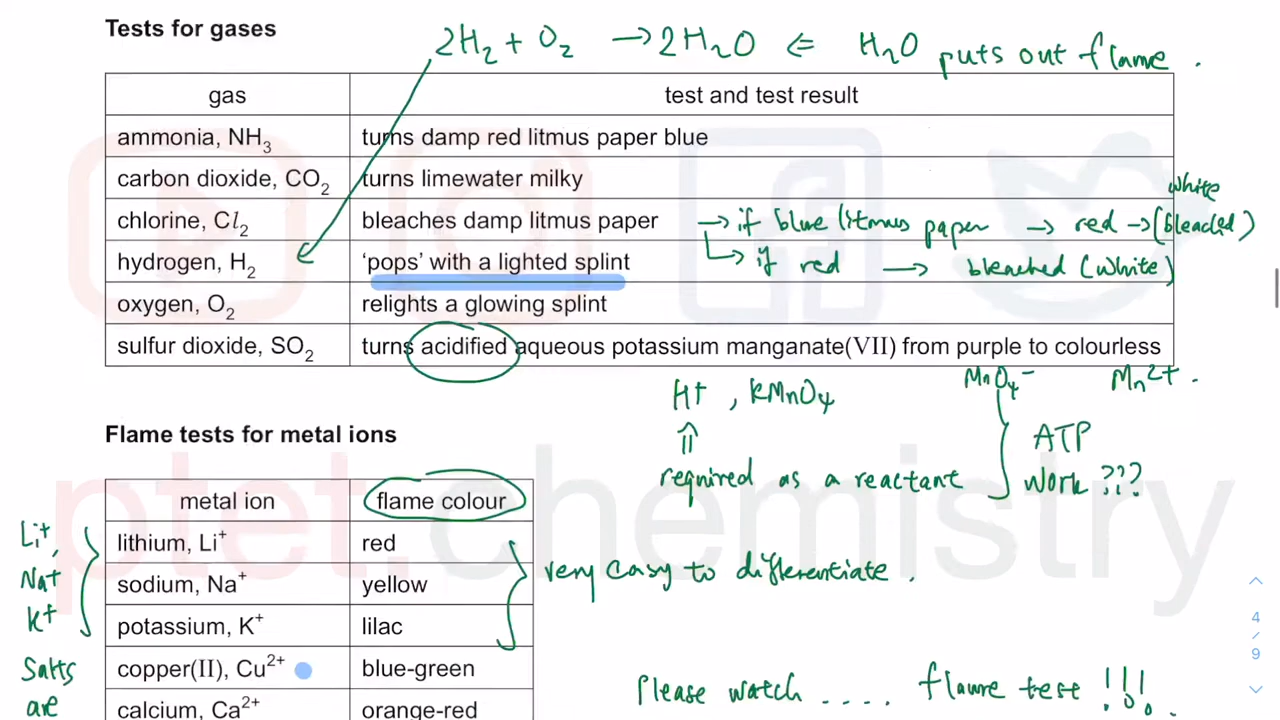 Tests for gases
2H₂ + O₂ → 2H₂O ⇐ H₂O puts out flame.
gas test and test result
ammonia, NH₃ turns damp red litmus paper blue
carbon dioxide, CO₂ turns limewater milky
white
chlorine, Cl₂ bleaches damp litmus paper → if blue litmus paper → red → (bleached)
hydrogen, H₂ ‘pops’ with a lighted splint ↳ if red → bleached (white)
oxygen, O₂ relights a glowing splint
sulfur dioxide, SO₂ turns acidified aqueous potassium manganate(VII) from purple to colourless
H⁺, KMnO₄ MnO₄⁻ Mn²⁺.
⇑
required as a reactant
ATP
Work ???
Flame tests for metal ions
metal ion flame colour
Li⁺,
Na⁺
K⁺
lithium, Li⁺ red
sodium, Na⁺ yellow
potassium, K⁺ lilac
very easy to differentiate.
copper(II), Cu²⁺ blue-green
calcium, Ca²⁺ orange-red
Salts
are
Please watch .... flame test !!!
ptet.chemistry
4
/
9